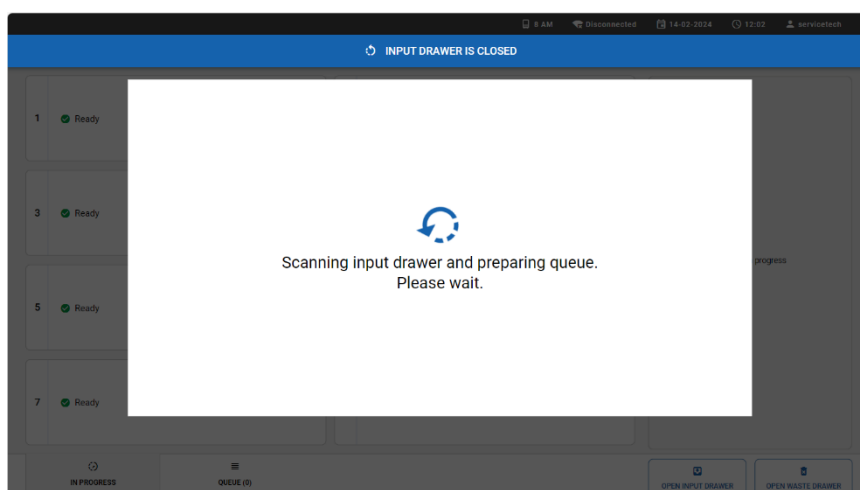 8 AM Disconnected 14-02-2024 12:02 servicetech
INPUT DRAWER IS CLOSED
1 Ready
3 Ready
Scanning input drawer and preparing queue.
Please wait.
progress
5 Ready
7 Ready
IN PROGRESS QUEUE (0) OPEN INPUT DRAWER OPEN WASTE DRAWER